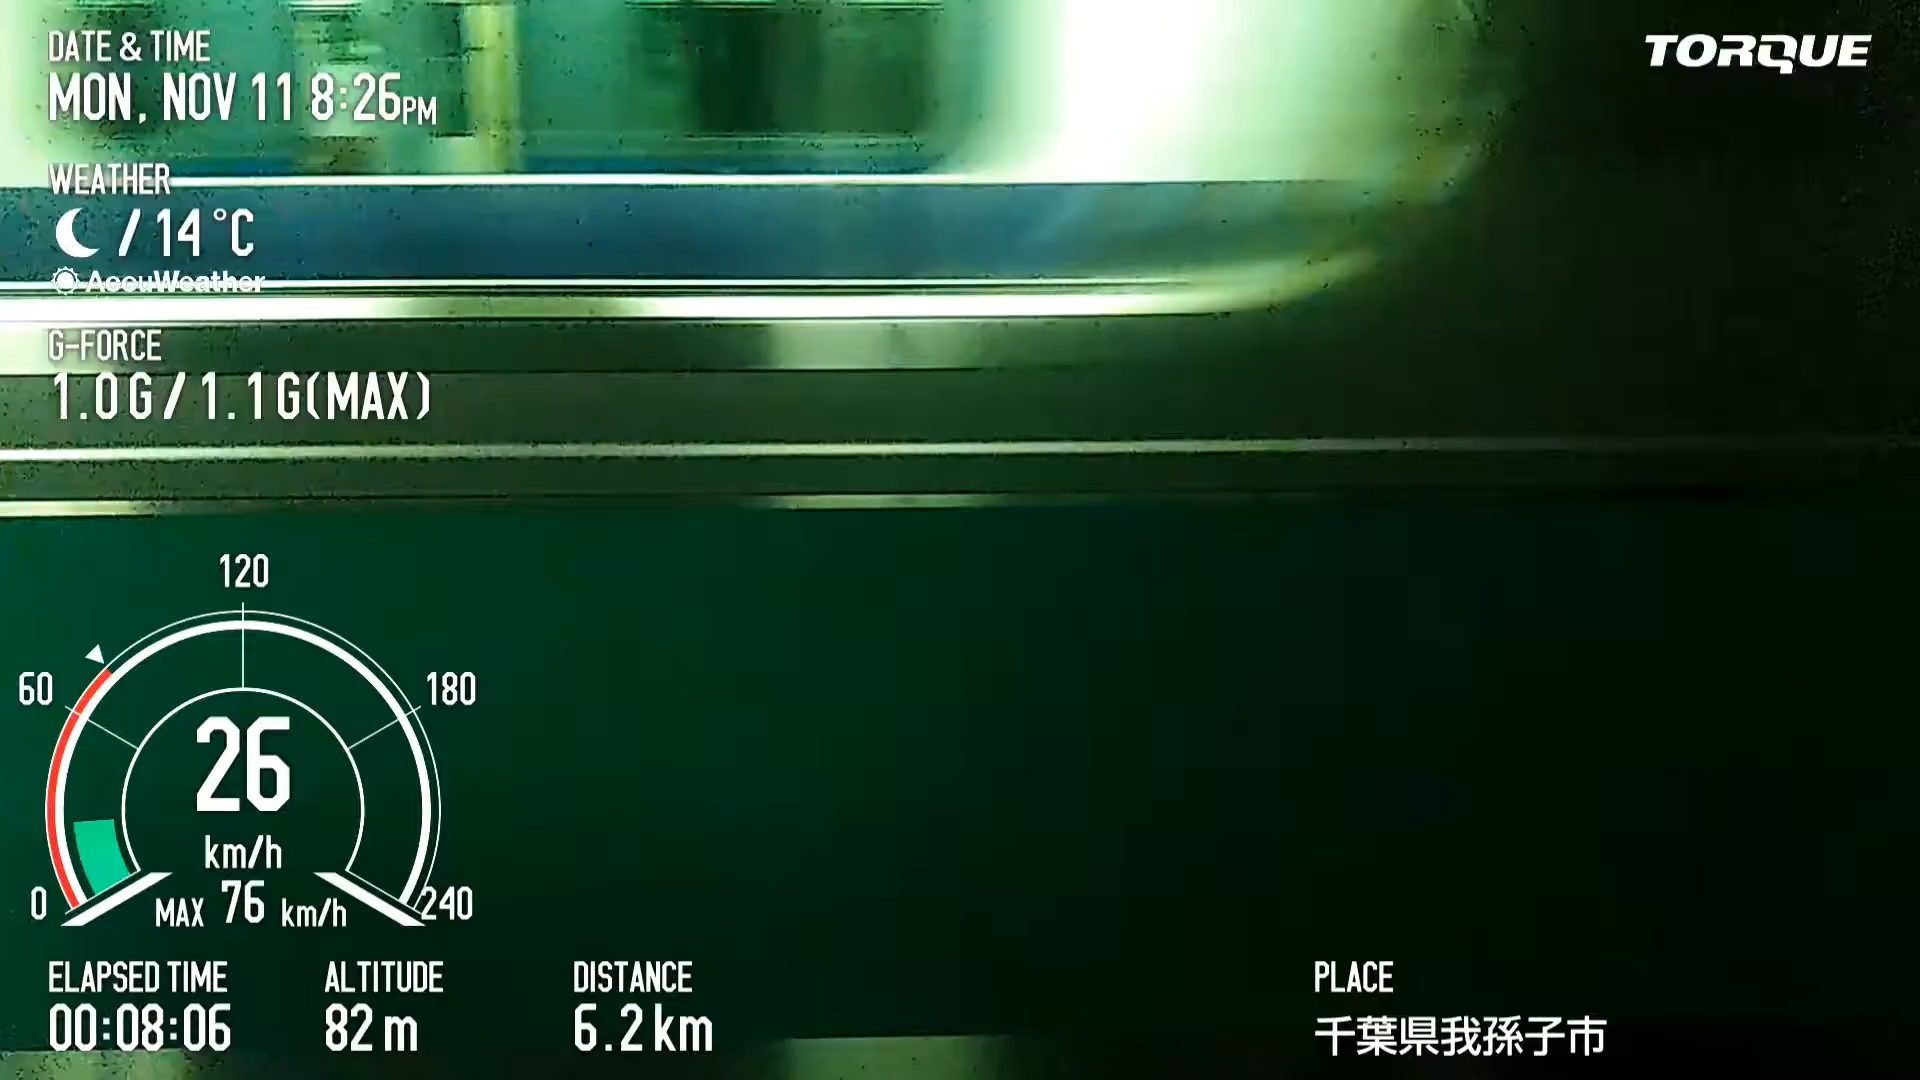 DATE & TIME
MON, NOV 11 8:26PM
TORQUE
WEATHER
/ 14°C
AccuWeather
G-FORCE
1.0G / 1.1G(MAX)
120
60
180
26
km/h
0
MAX 76 km/h
240
ELAPSED TIME
00:08:06
ALTITUDE
82 m
DISTANCE
6.2 km
PLACE
千葉県我孫子市